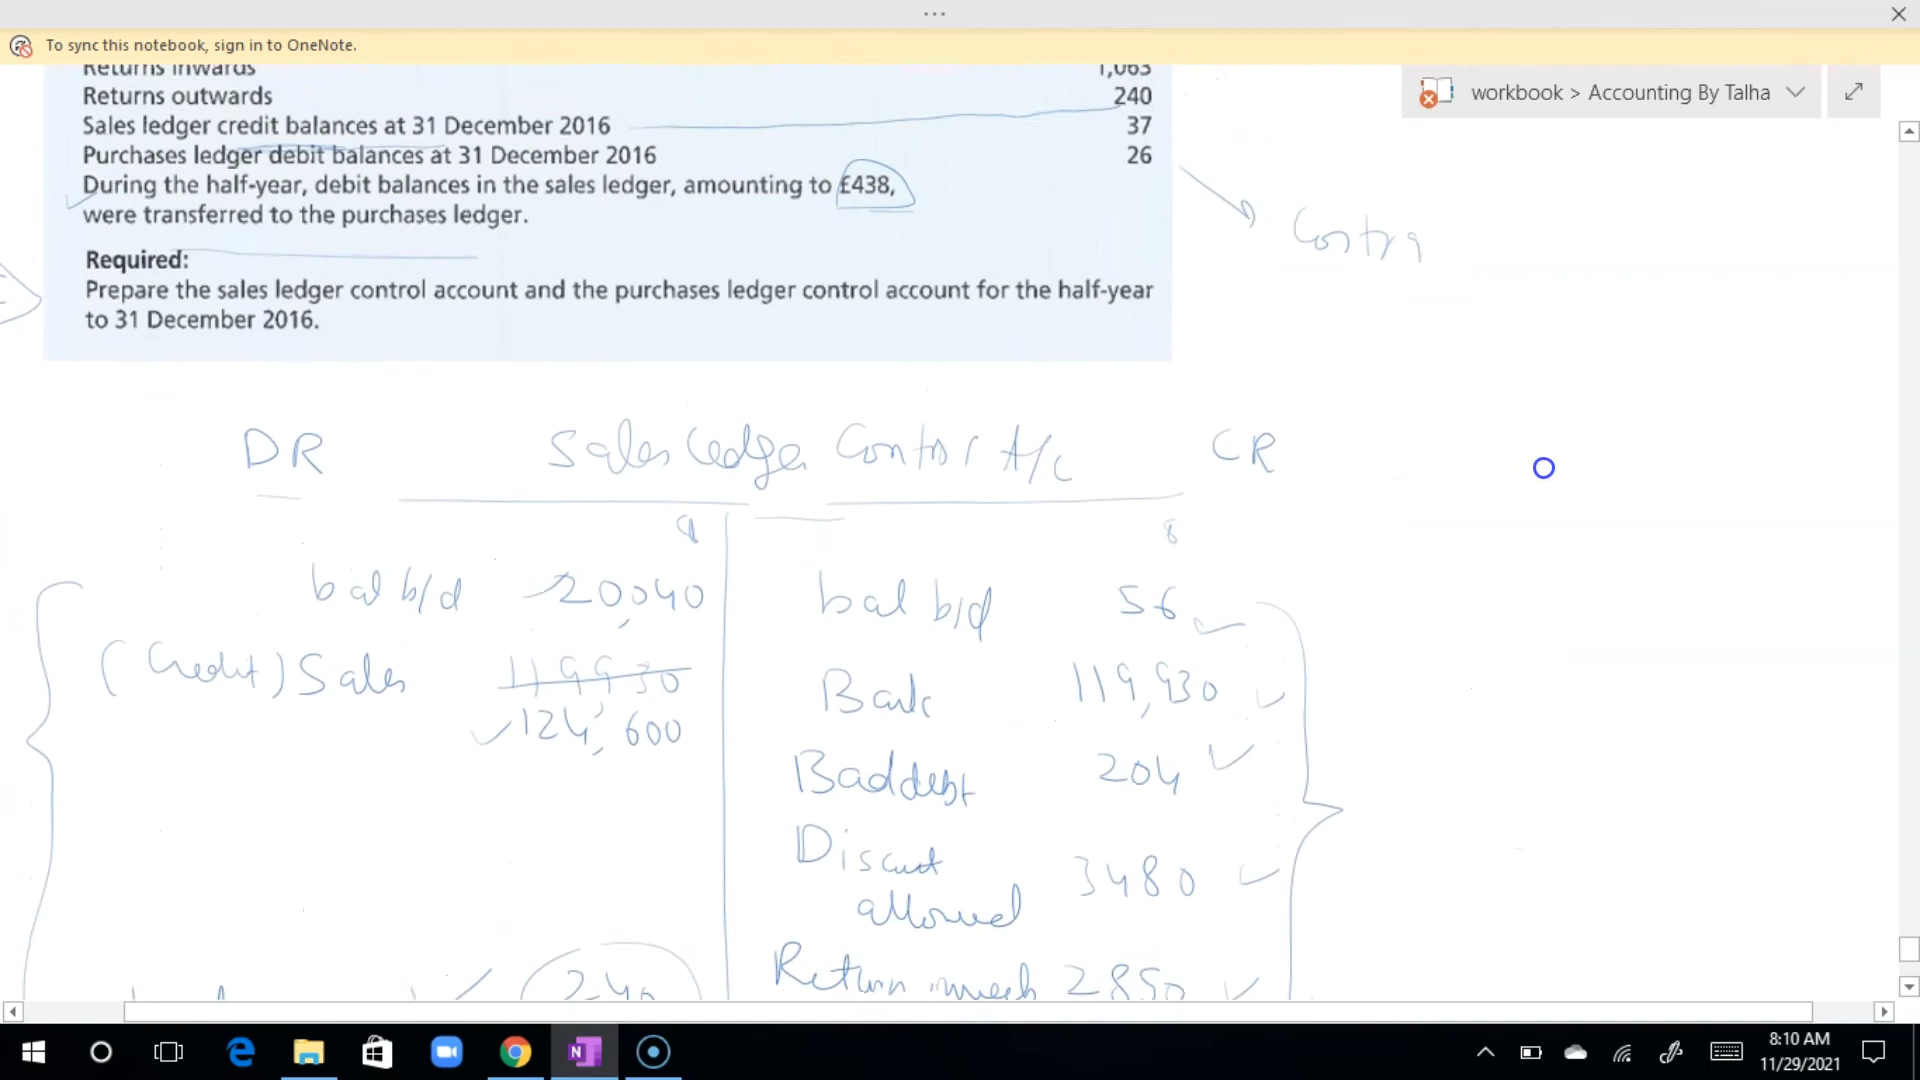 To sync this notebook, sign in to OneNote.
Returns inwards 1,063
Returns outwards 240
Sales ledger credit balances at 31 December 2016 37
Purchases ledger debit balances at 31 December 2016 26
During the half-year, debit balances in the sales ledger, amounting to £438,
were transferred to the purchases ledger.
Required:
Prepare the sales ledger control account and the purchases ledger control account for the half-year
to 31 December 2016.
workbook > Accounting By Talha
Contra
DR Sales Ledger Control A/C CR
bal b/d 20,040 bal b/d 56
(Credit) Sales 119930 Bank 119,930
124,600
Bad debt 204
Discount
allowed 3480
Return 2850
240
8:10 AM
11/29/2021